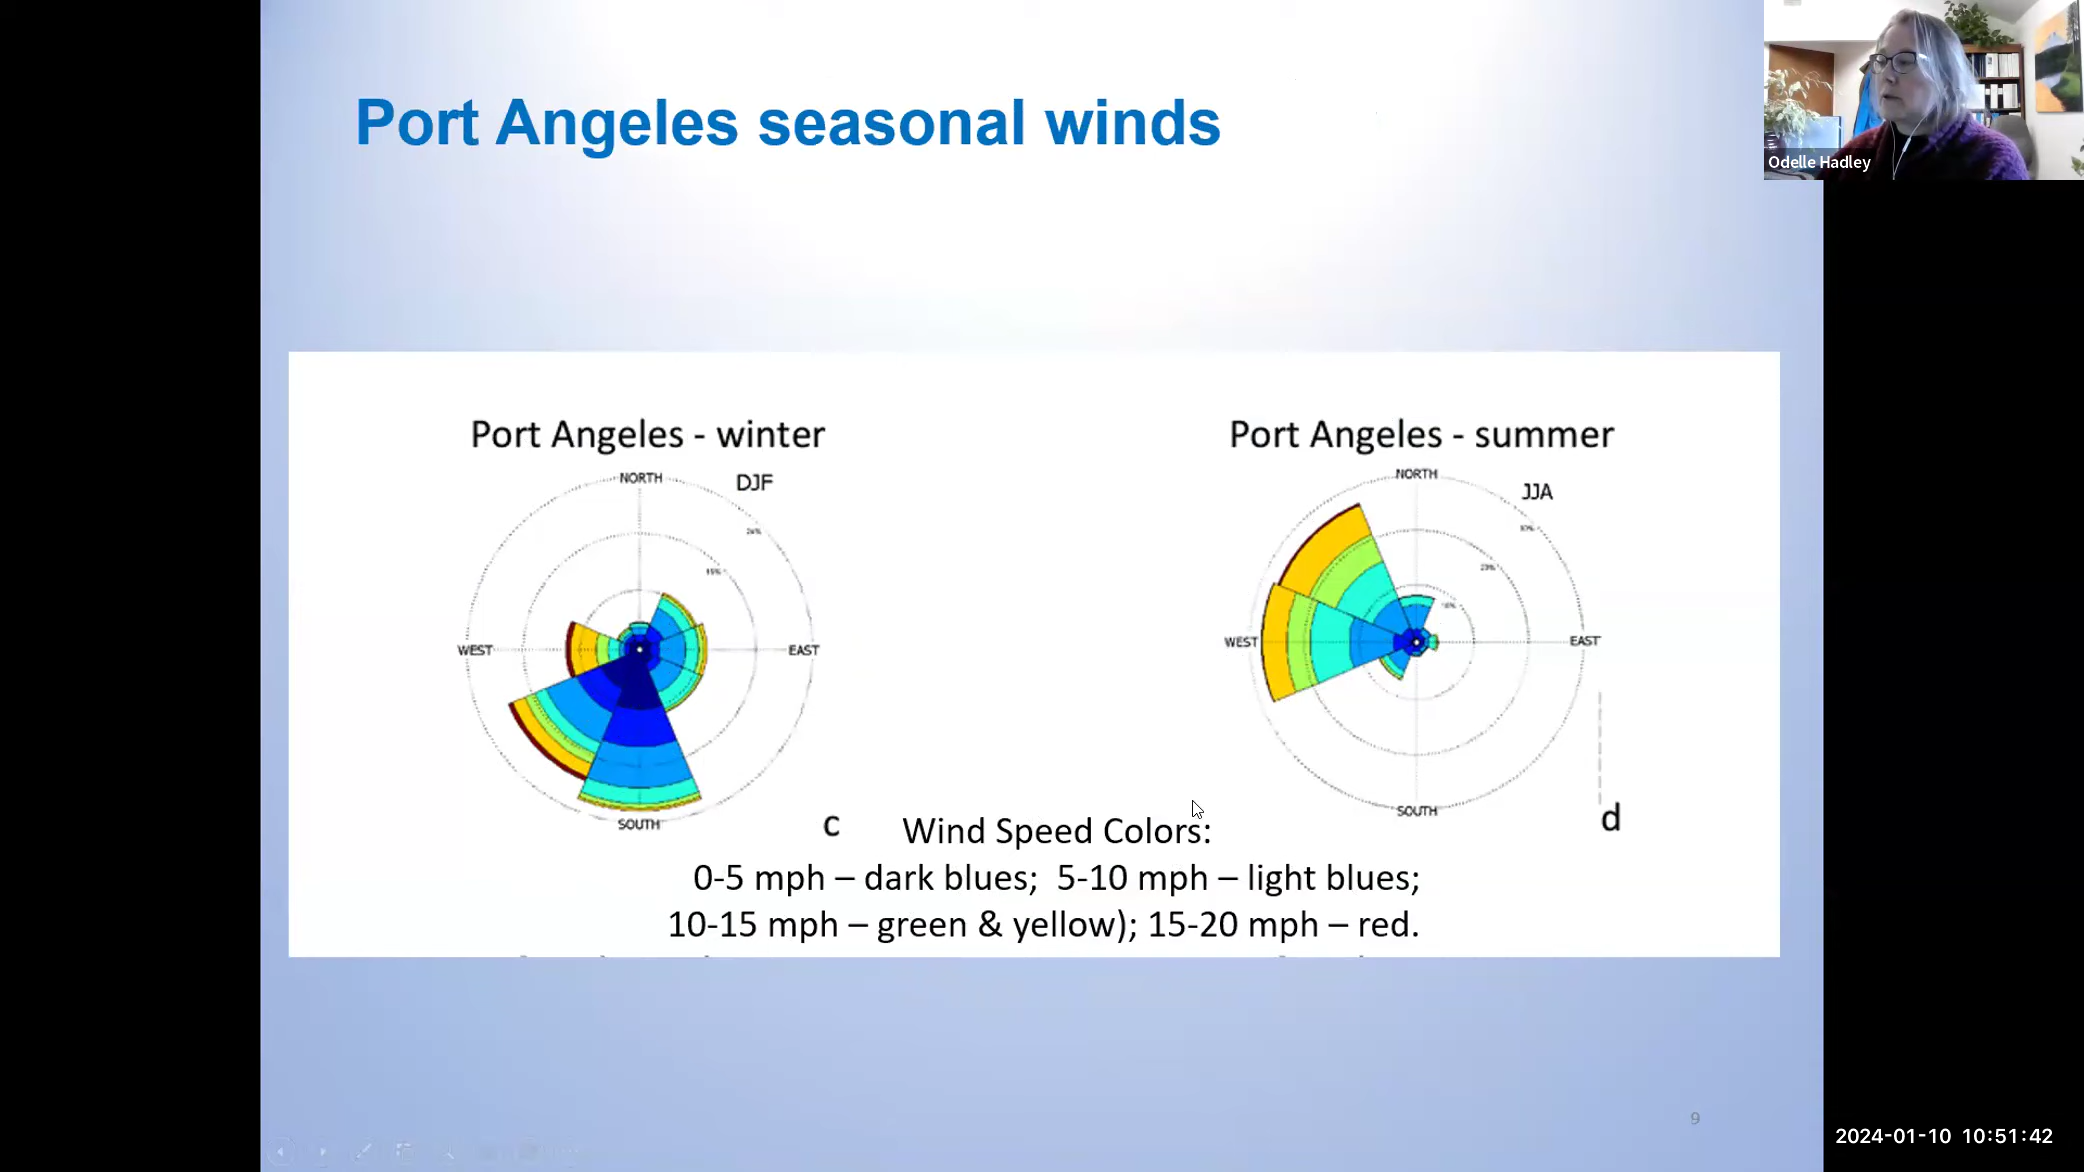 Port Angeles seasonal winds
Odelle Hadley
Port Angeles - winter
Port Angeles - summer
NORTH
DJF
WEST
EAST
SOUTH
c
NORTH
JJA
WEST
EAST
SOUTH
d
Wind Speed Colors:
0-5 mph – dark blues;  5-10 mph – light blues;
10-15 mph – green & yellow); 15-20 mph – red.
9
2024-01-10 10:51:42